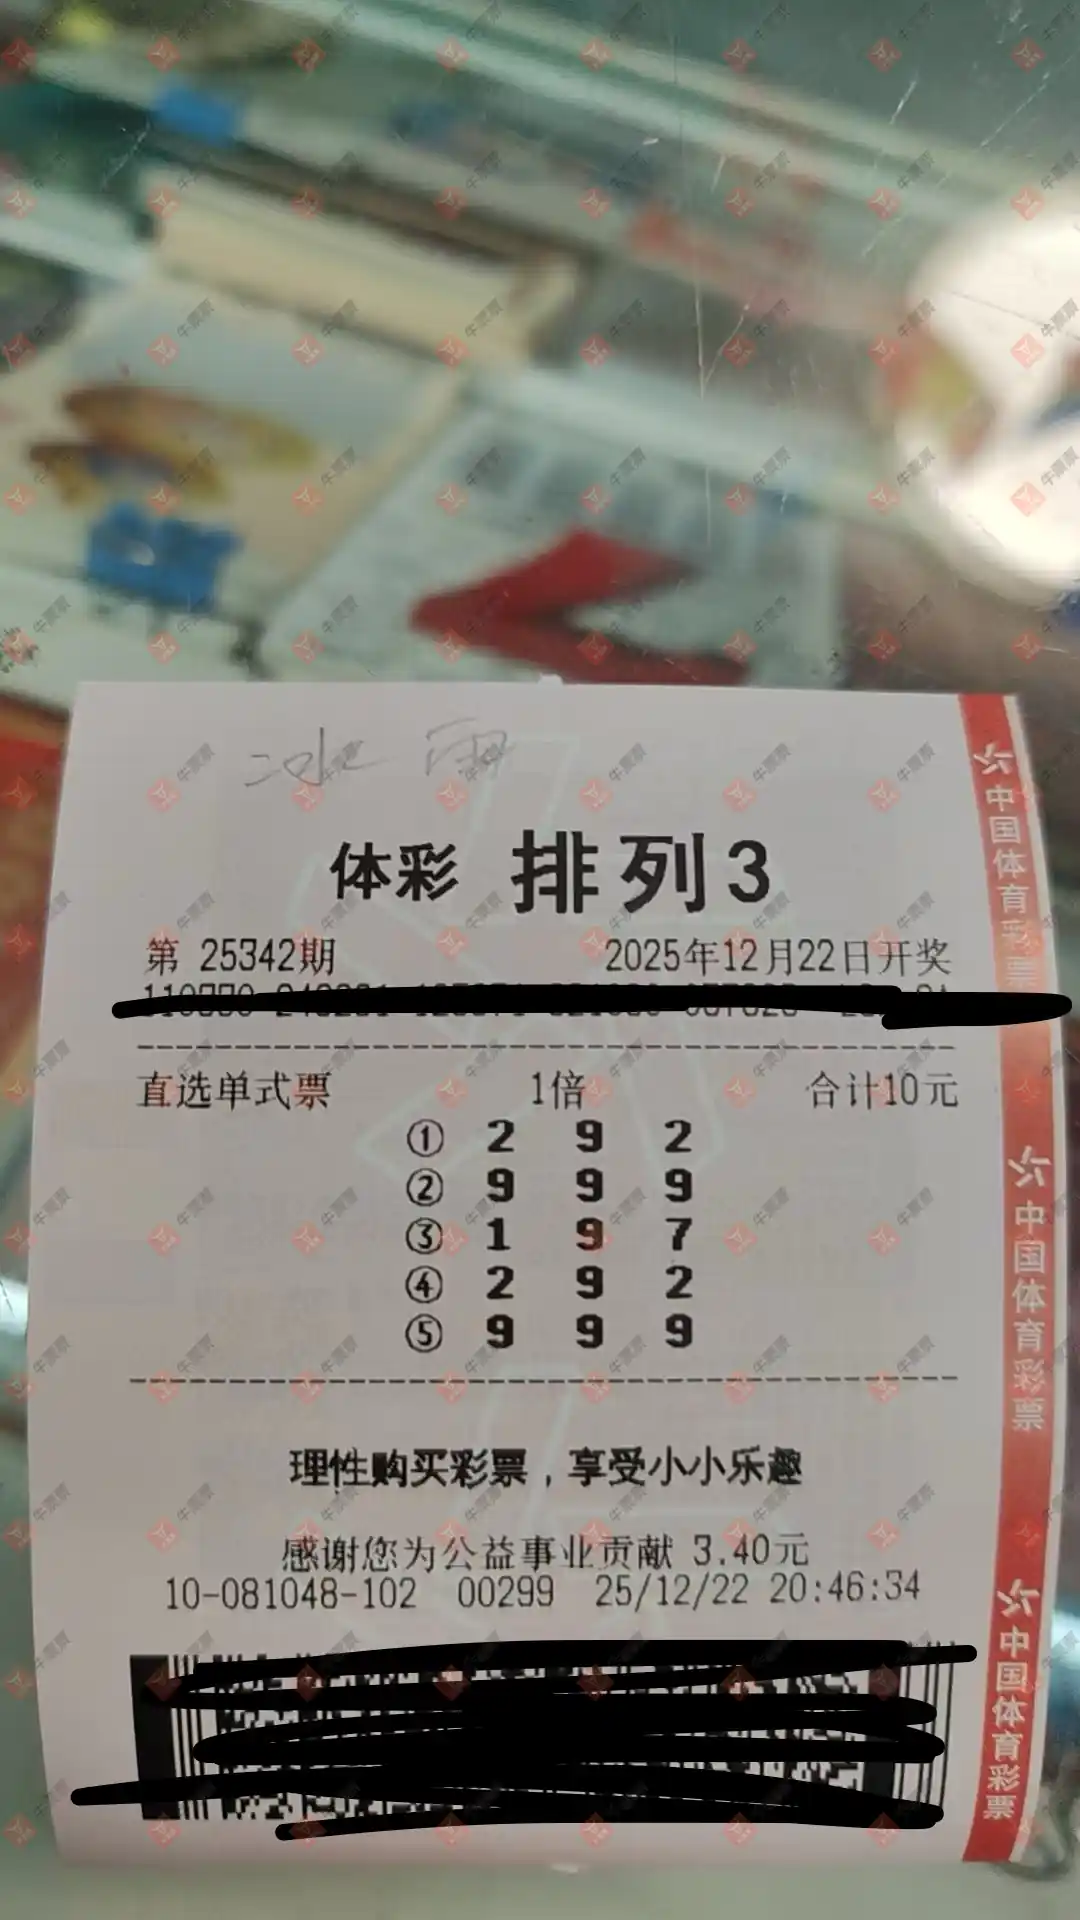 冰雨
体彩 排列3
第 25342期 2025年12月22日开奖
直选单式票 1倍 合计10元
① 2 9 2
② 9 9 9
③ 1 9 7
④ 2 9 2
⑤ 9 9 9
理性购买彩票，享受小小乐趣
感谢您为公益事业贡献 3.40元
10-081048-102 00299 25/12/22 20:46:34
中国体育彩票
中国体育彩票
中国体育彩票
牛票票